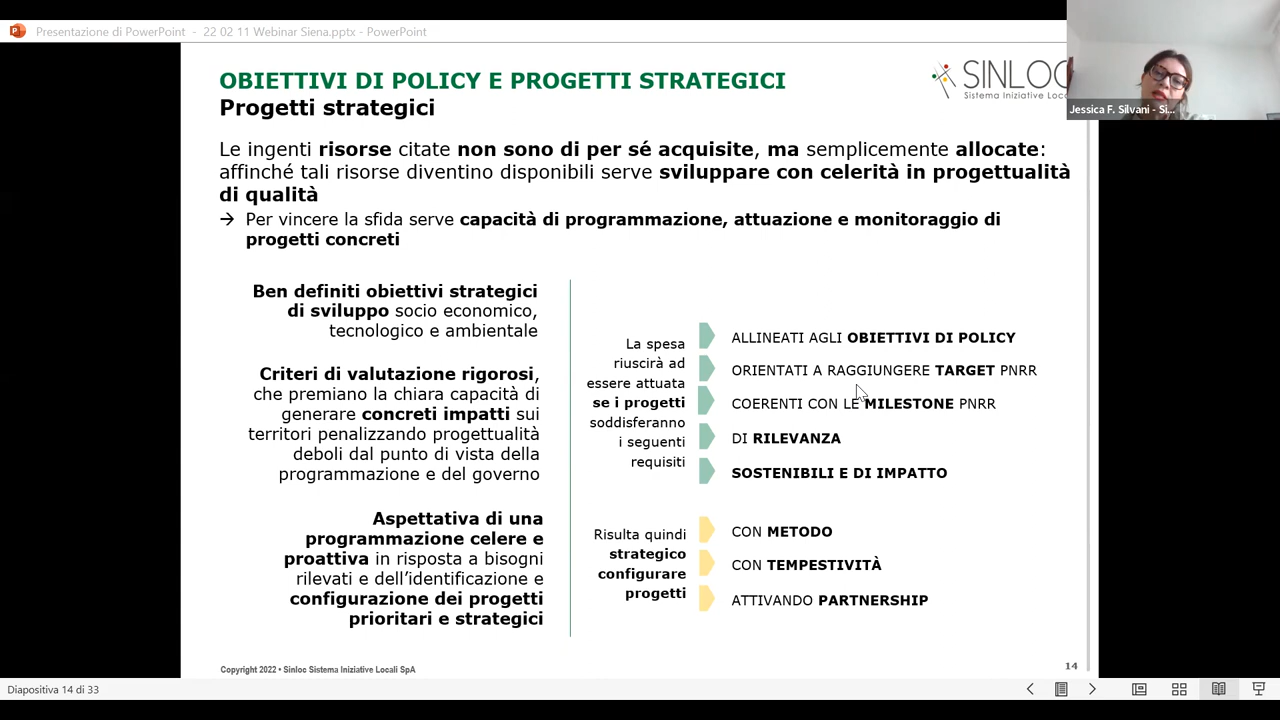 Presentazione di PowerPoint - 22 02 11 Webinar Siena.pptx - PowerPoint
OBIETTIVI DI POLICY E PROGETTI STRATEGICI
Progetti strategici
SINLOC
Sistema Iniziative Loca
Jessica F. Silvani - Si...
Le ingenti risorse citate non sono di per sé acquisite, ma semplicemente allocate:
affinché tali risorse diventino disponibili serve sviluppare con celerità in progettualità
di qualità
→ Per vincere la sfida serve capacità di programmazione, attuazione e monitoraggio di
progetti concreti
Ben definiti obiettivi strategici
di sviluppo socio economico,
tecnologico e ambientale
Criteri di valutazione rigorosi,
che premiano la chiara capacità di
generare concreti impatti sui
territori penalizzando progettualità
deboli dal punto di vista della
programmazione e del governo
Aspettativa di una
programmazione celere e
proattiva in risposta a bisogni
rilevati e dell'identificazione e
configurazione dei progetti
prioritari e strategici
La spesa
riuscirà ad
essere attuata
se i progetti
soddisferanno
i seguenti
requisiti
ALLINEATI AGLI OBIETTIVI DI POLICY
ORIENTATI A RAGGIUNGERE TARGET PNRR
COERENTI CON LE MILESTONE PNRR
DI RILEVANZA
SOSTENIBILI E DI IMPATTO
Risulta quindi
strategico
configurare
progetti
CON METODO
CON TEMPESTIVITÀ
ATTIVANDO PARTNERSHIP
Copyright 2022 • Sinloc Sistema Iniziative Locali SpA
14
Diapositiva 14 di 33